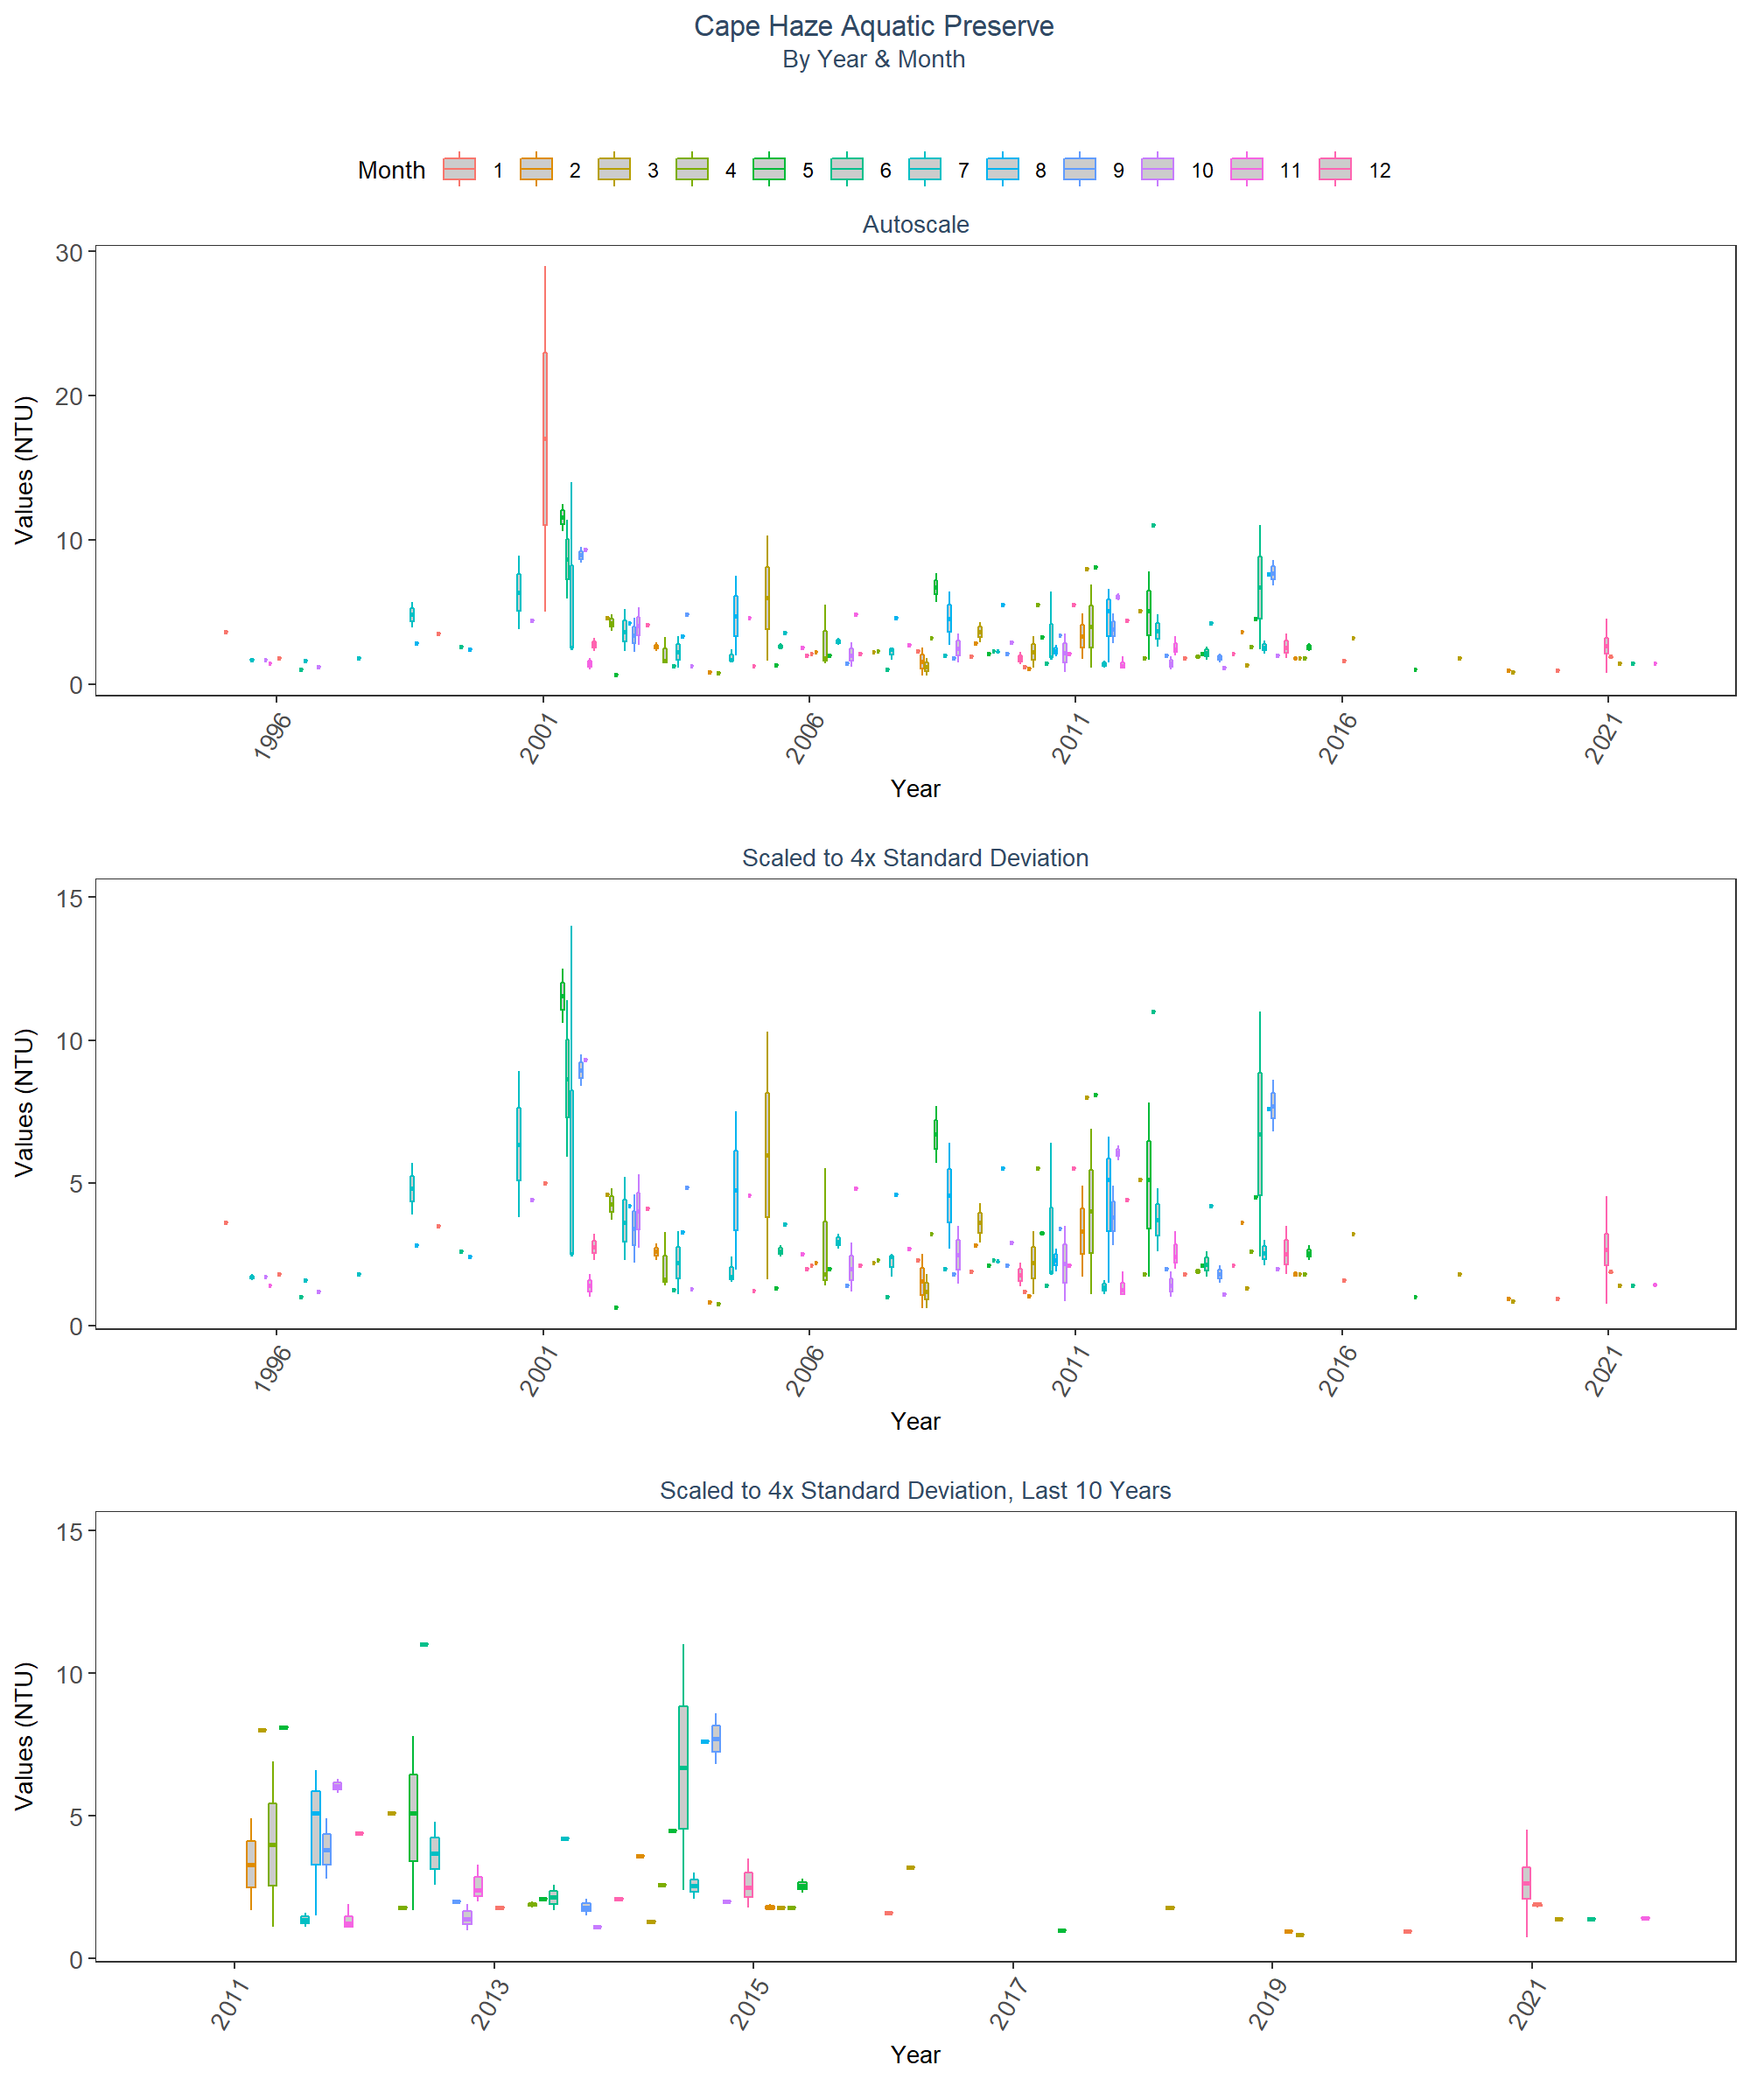 Cape Haze Aquatic Preserve
By Year & Month
Month 1 2 3 4 5 6 7 8 9 10 11 12
Autoscale
Values (NTU)
30
20
10
0
1996 2001 2006 2011 2016 2021
Year
Scaled to 4x Standard Deviation
Values (NTU)
15
10
5
0
1996 2001 2006 2011 2016 2021
Year
Scaled to 4x Standard Deviation, Last 10 Years
Values (NTU)
15
10
5
0
2011 2013 2015 2017 2019 2021
Year